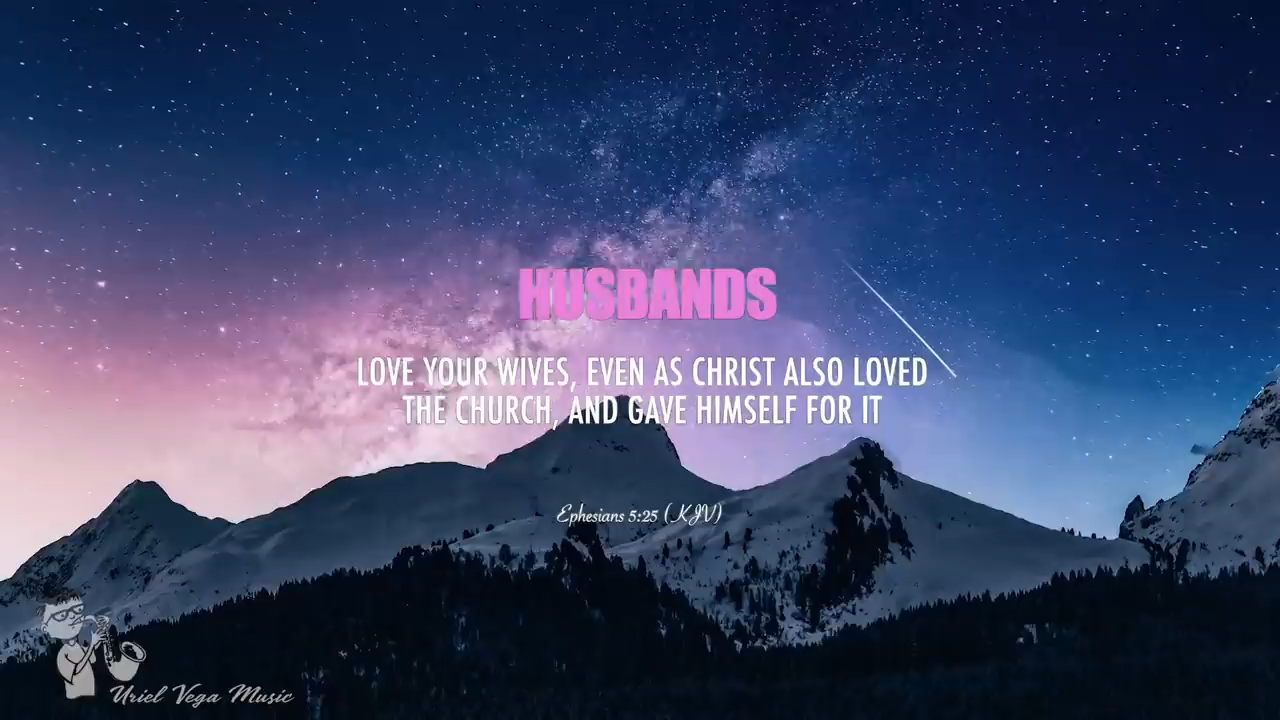 HUSBANDS
LOVE YOUR WIVES, EVEN AS CHRIST ALSO LOVED
THE CHURCH, AND GAVE HIMSELF FOR IT
Ephesians 5:25 (KJV)
Uriel Vega Music